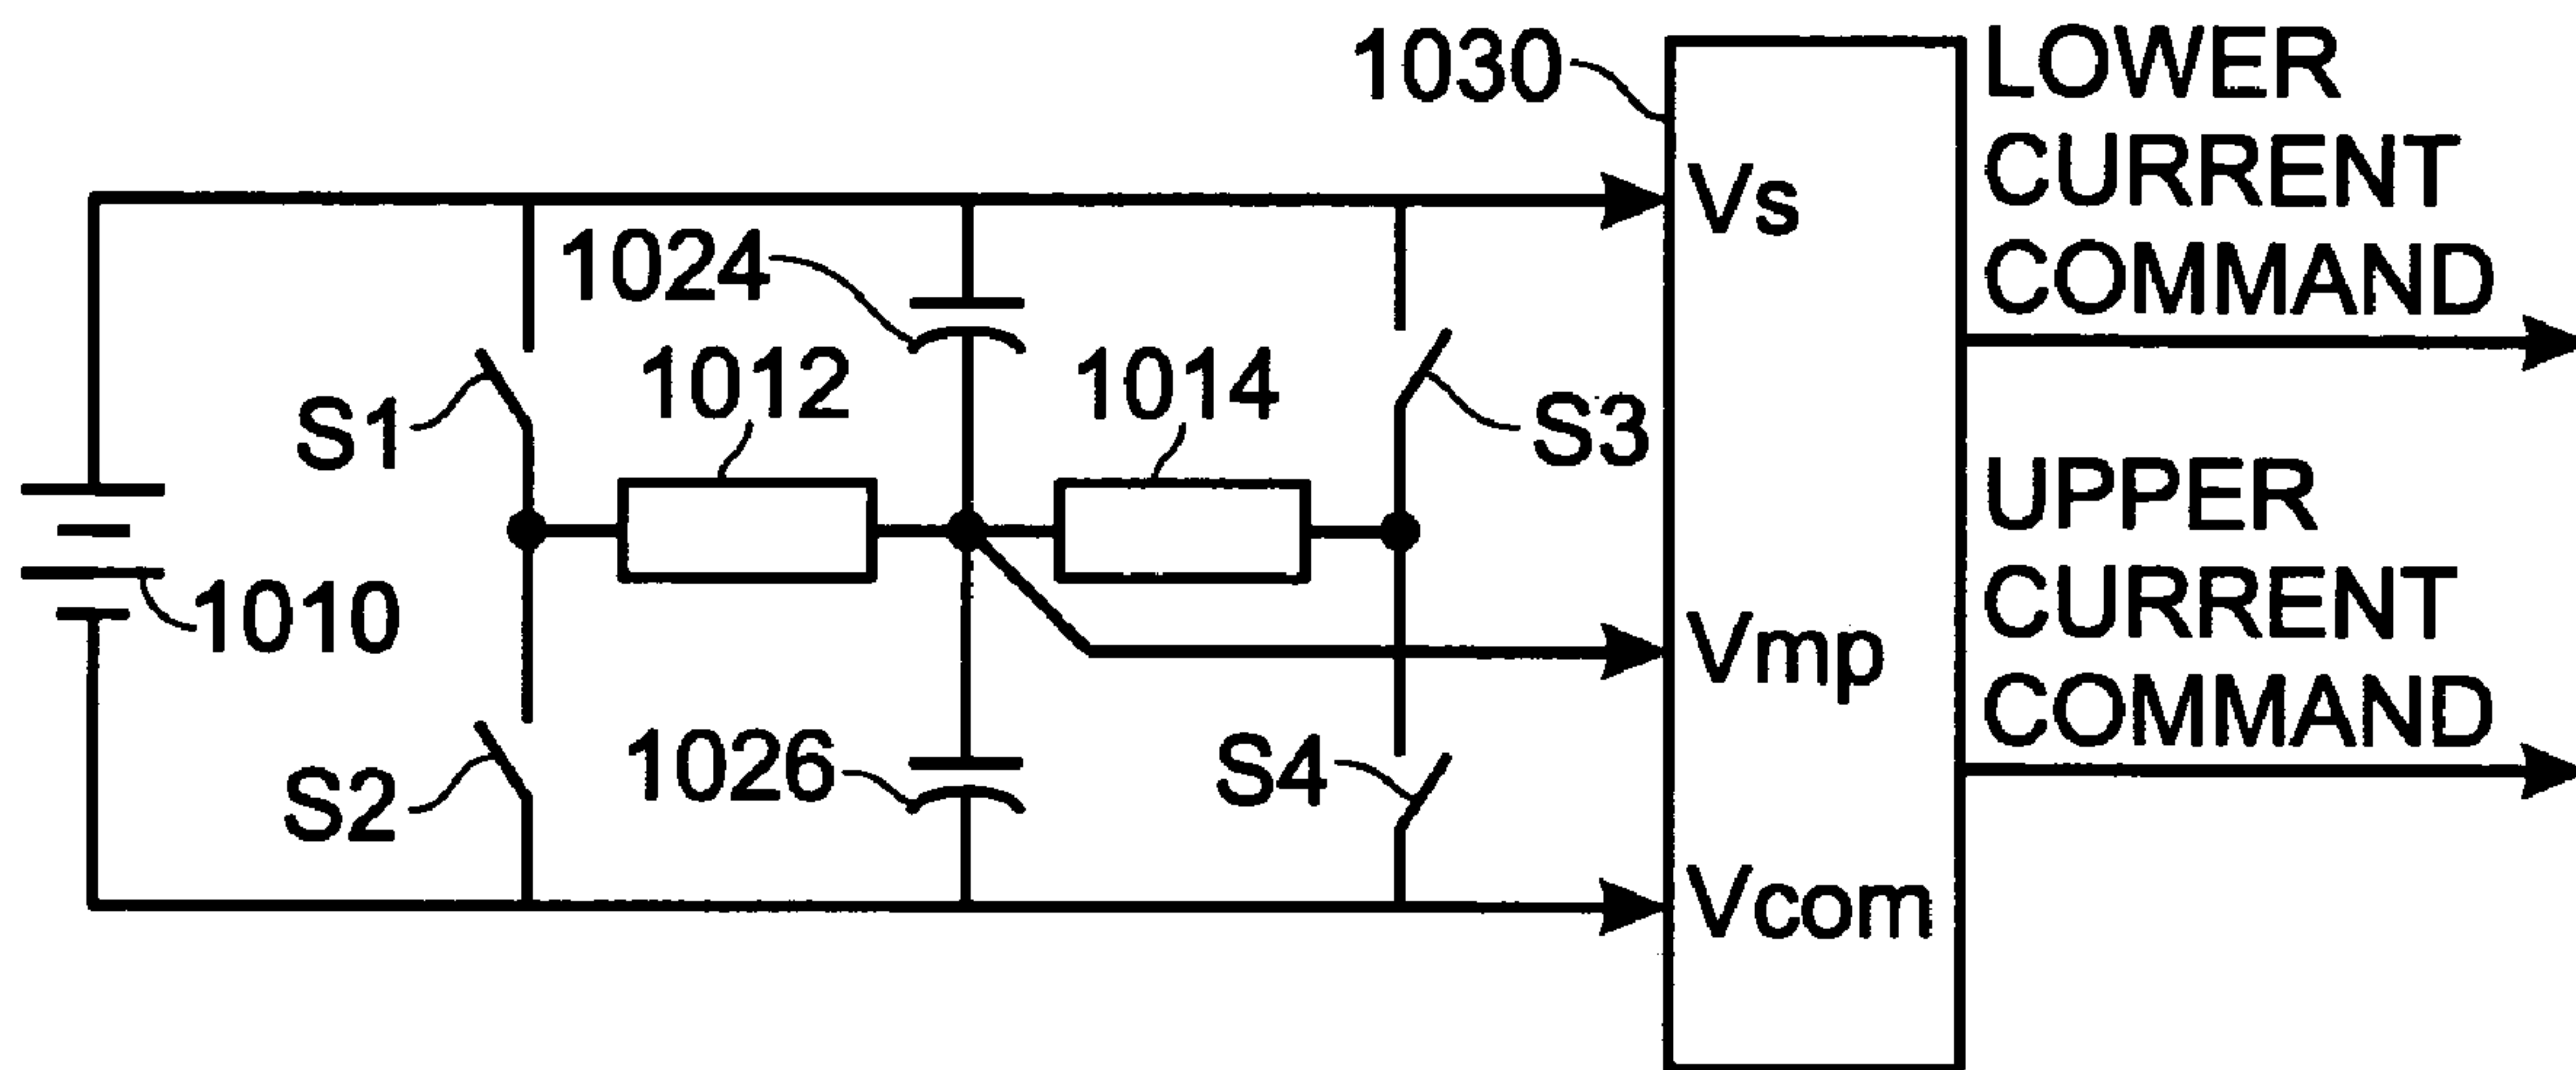 1030
LOWER
CURRENT
COMMAND
Vs
1024
1012
1014
S1
S3
UPPER
CURRENT
COMMAND
1010
Vmp
S2
1026
S4
Vcom